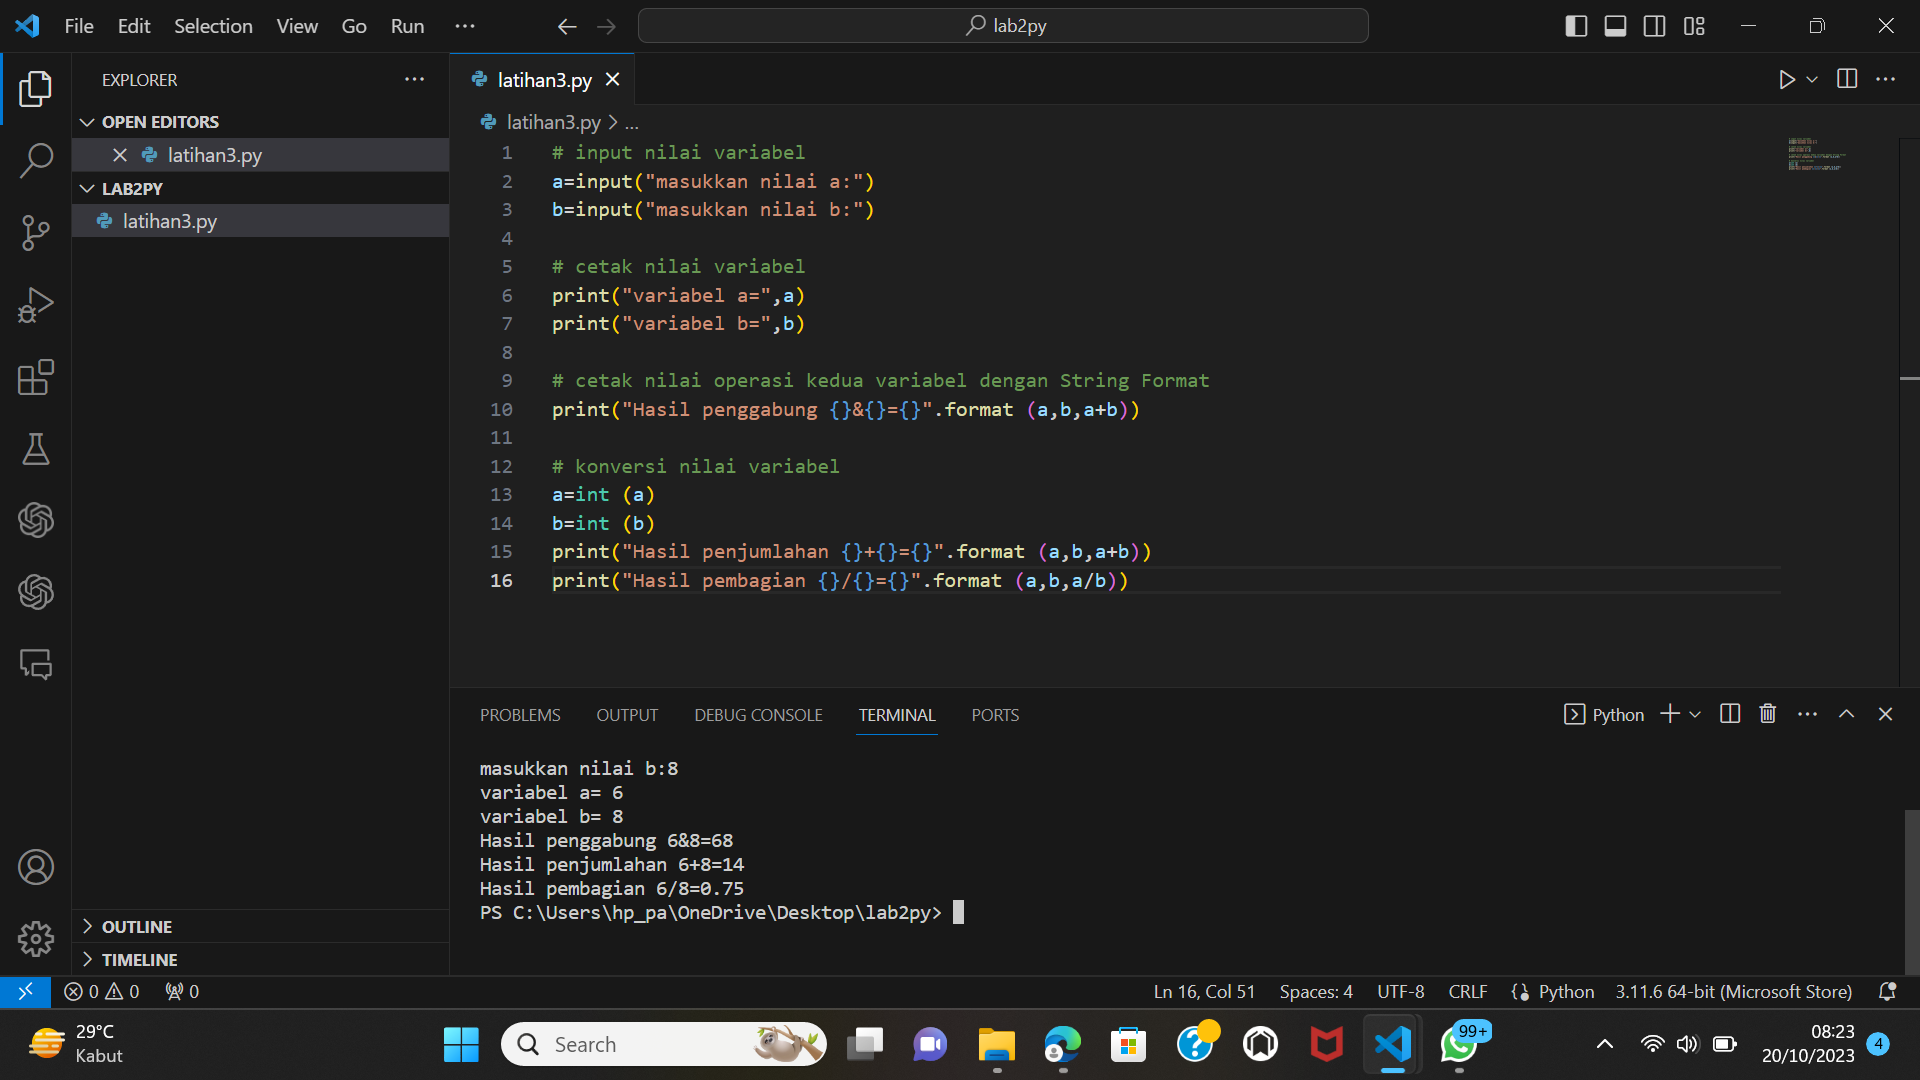 File Edit Selection View Go Run ...
lab2py
EXPLORER
OPEN EDITORS
latihan3.py
LAB2PY
latihan3.py
OUTLINE
TIMELINE
latihan3.py
latihan3.py > ...
1 # input nilai variabel
2 a=input("masukkan nilai a:")
3 b=input("masukkan nilai b:")
4
5 # cetak nilai variabel
6 print("variabel a=",a)
7 print("variabel b=",b)
8
9 # cetak nilai operasi kedua variabel dengan String Format
10 print("Hasil penggabung {}&{}={}".format (a,b,a+b))
11
12 # konversi nilai variabel
13 a=int (a)
14 b=int (b)
15 print("Hasil penjumlahan {}+{}={}".format (a,b,a+b))
16 print("Hasil pembagian {}/{}={}".format (a,b,a/b))
PROBLEMS OUTPUT DEBUG CONSOLE TERMINAL PORTS
Python
masukkan nilai b:8
variabel a= 6
variabel b= 8
Hasil penggabung 6&8=68
Hasil penjumlahan 6+8=14
Hasil pembagian 6/8=0.75
PS C:\Users\hp_pa\OneDrive\Desktop\lab2py>
0 0 0
Ln 16, Col 51 Spaces: 4 UTF-8 CRLF {} Python 3.11.6 64-bit (Microsoft Store)
29°C
Kabut
Search
99+
08:23
20/10/2023
4